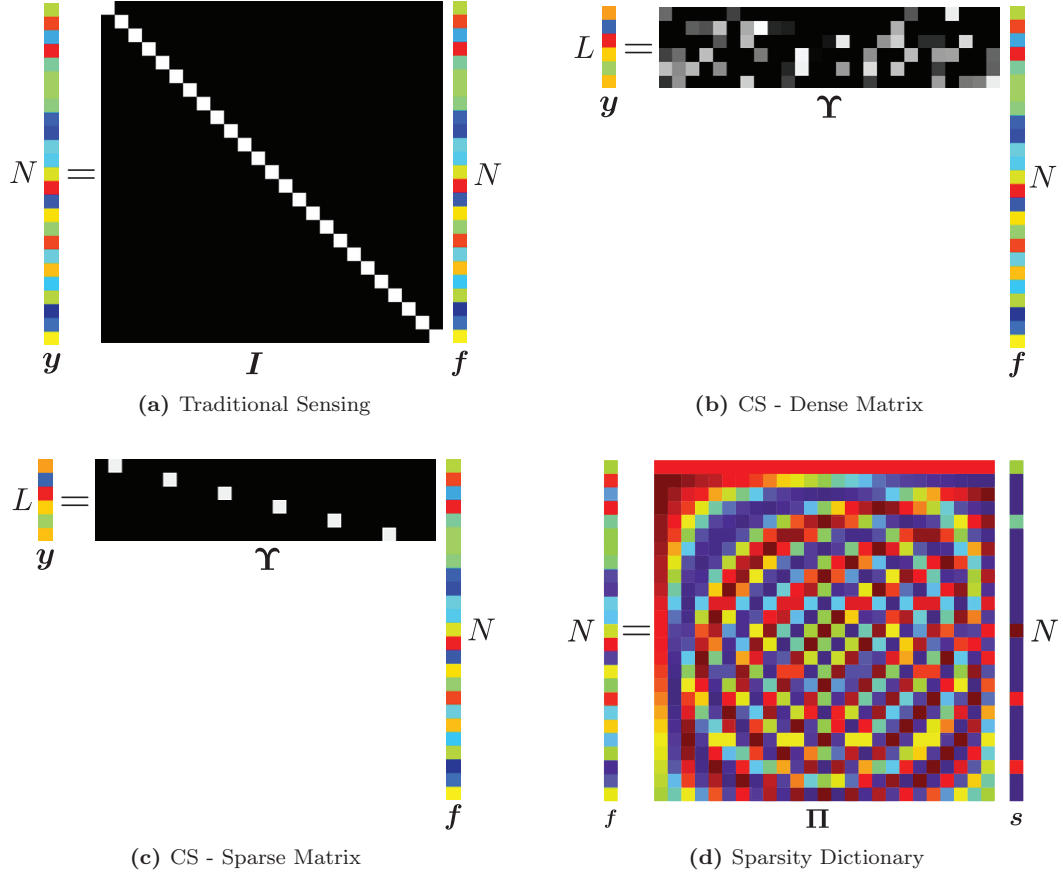 N = N
y I f
(a) Traditional Sensing
L = N
y Υ f
(b) CS - Dense Matrix
L = N
y Υ f
(c) CS - Sparse Matrix
N = N
f Π s
(d) Sparsity Dictionary